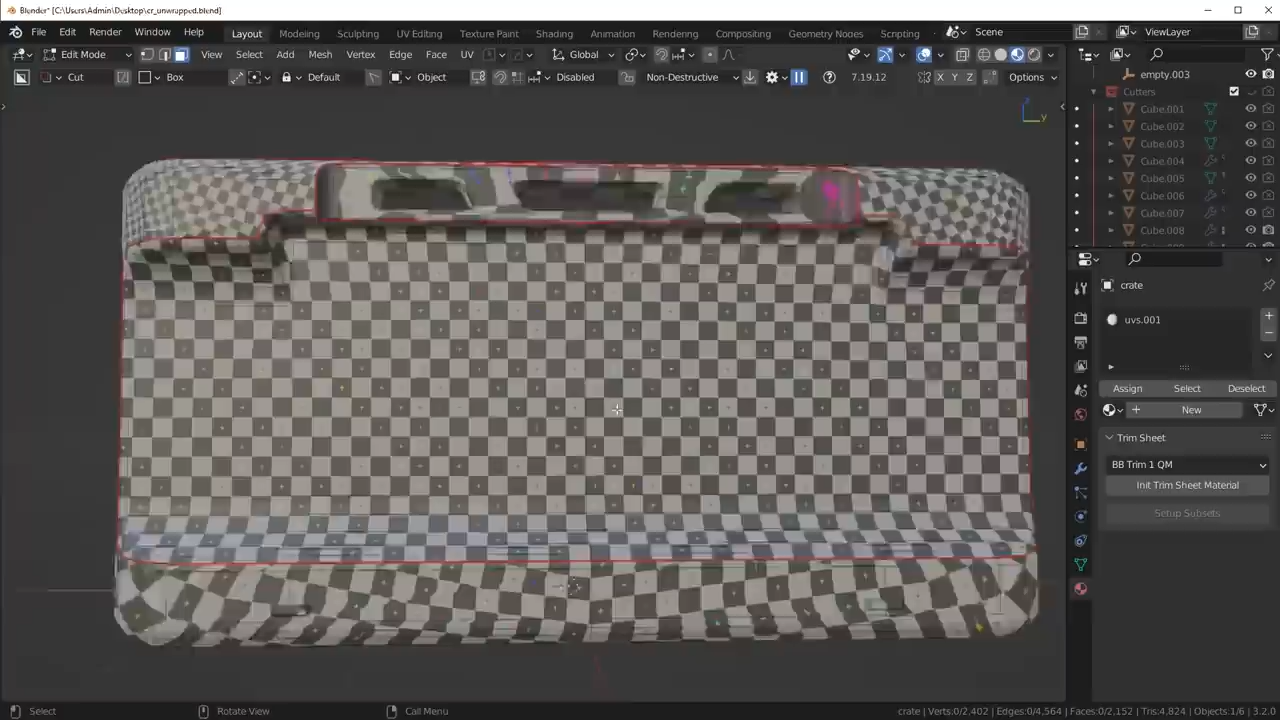 Blender* [C:\Users\Admin\Desktop\cr_unwrapped.blend]
File Edit Render Window Help Layout Modeling Sculpting UV Editing Texture Paint Shading Animation Rendering Compositing Geometry Nodes Scripting Scene ViewLayer
Edit Mode View Select Add Mesh Vertex Edge Face UV Global
Cut Box Default Object Disabled Non-Destructive 7.19.12 X Y Z Options
empty.003
Cutters
Cube.001
Cube.002
Cube.003
Cube.004
Cube.005
Cube.006
Cube.007
Cube.008
z
y
crate
uvs.001
Assign Select Deselect
New
Trim Sheet
BB Trim 1 QM
Init Trim Sheet Material
Setup Subsets
Select Rotate View Call Menu crate | Verts:0/2,402 | Edges:0/4,564 | Faces:0/2,152 | Tris:4,824 | Objects:1/6 | 3.2.0